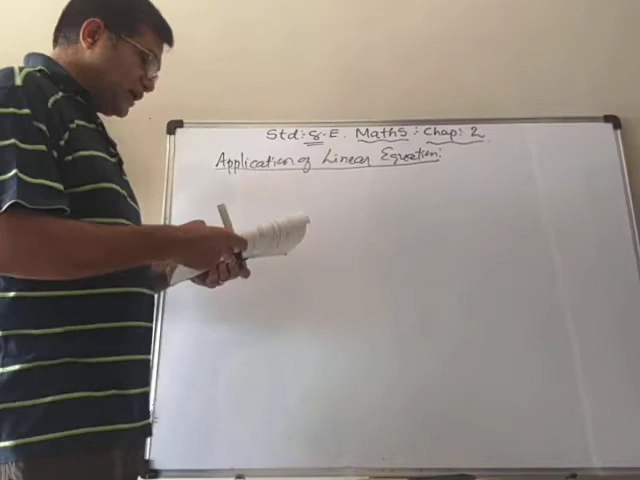 Std: 8.E. Maths: Chap: 2
Application of Linear Equation: